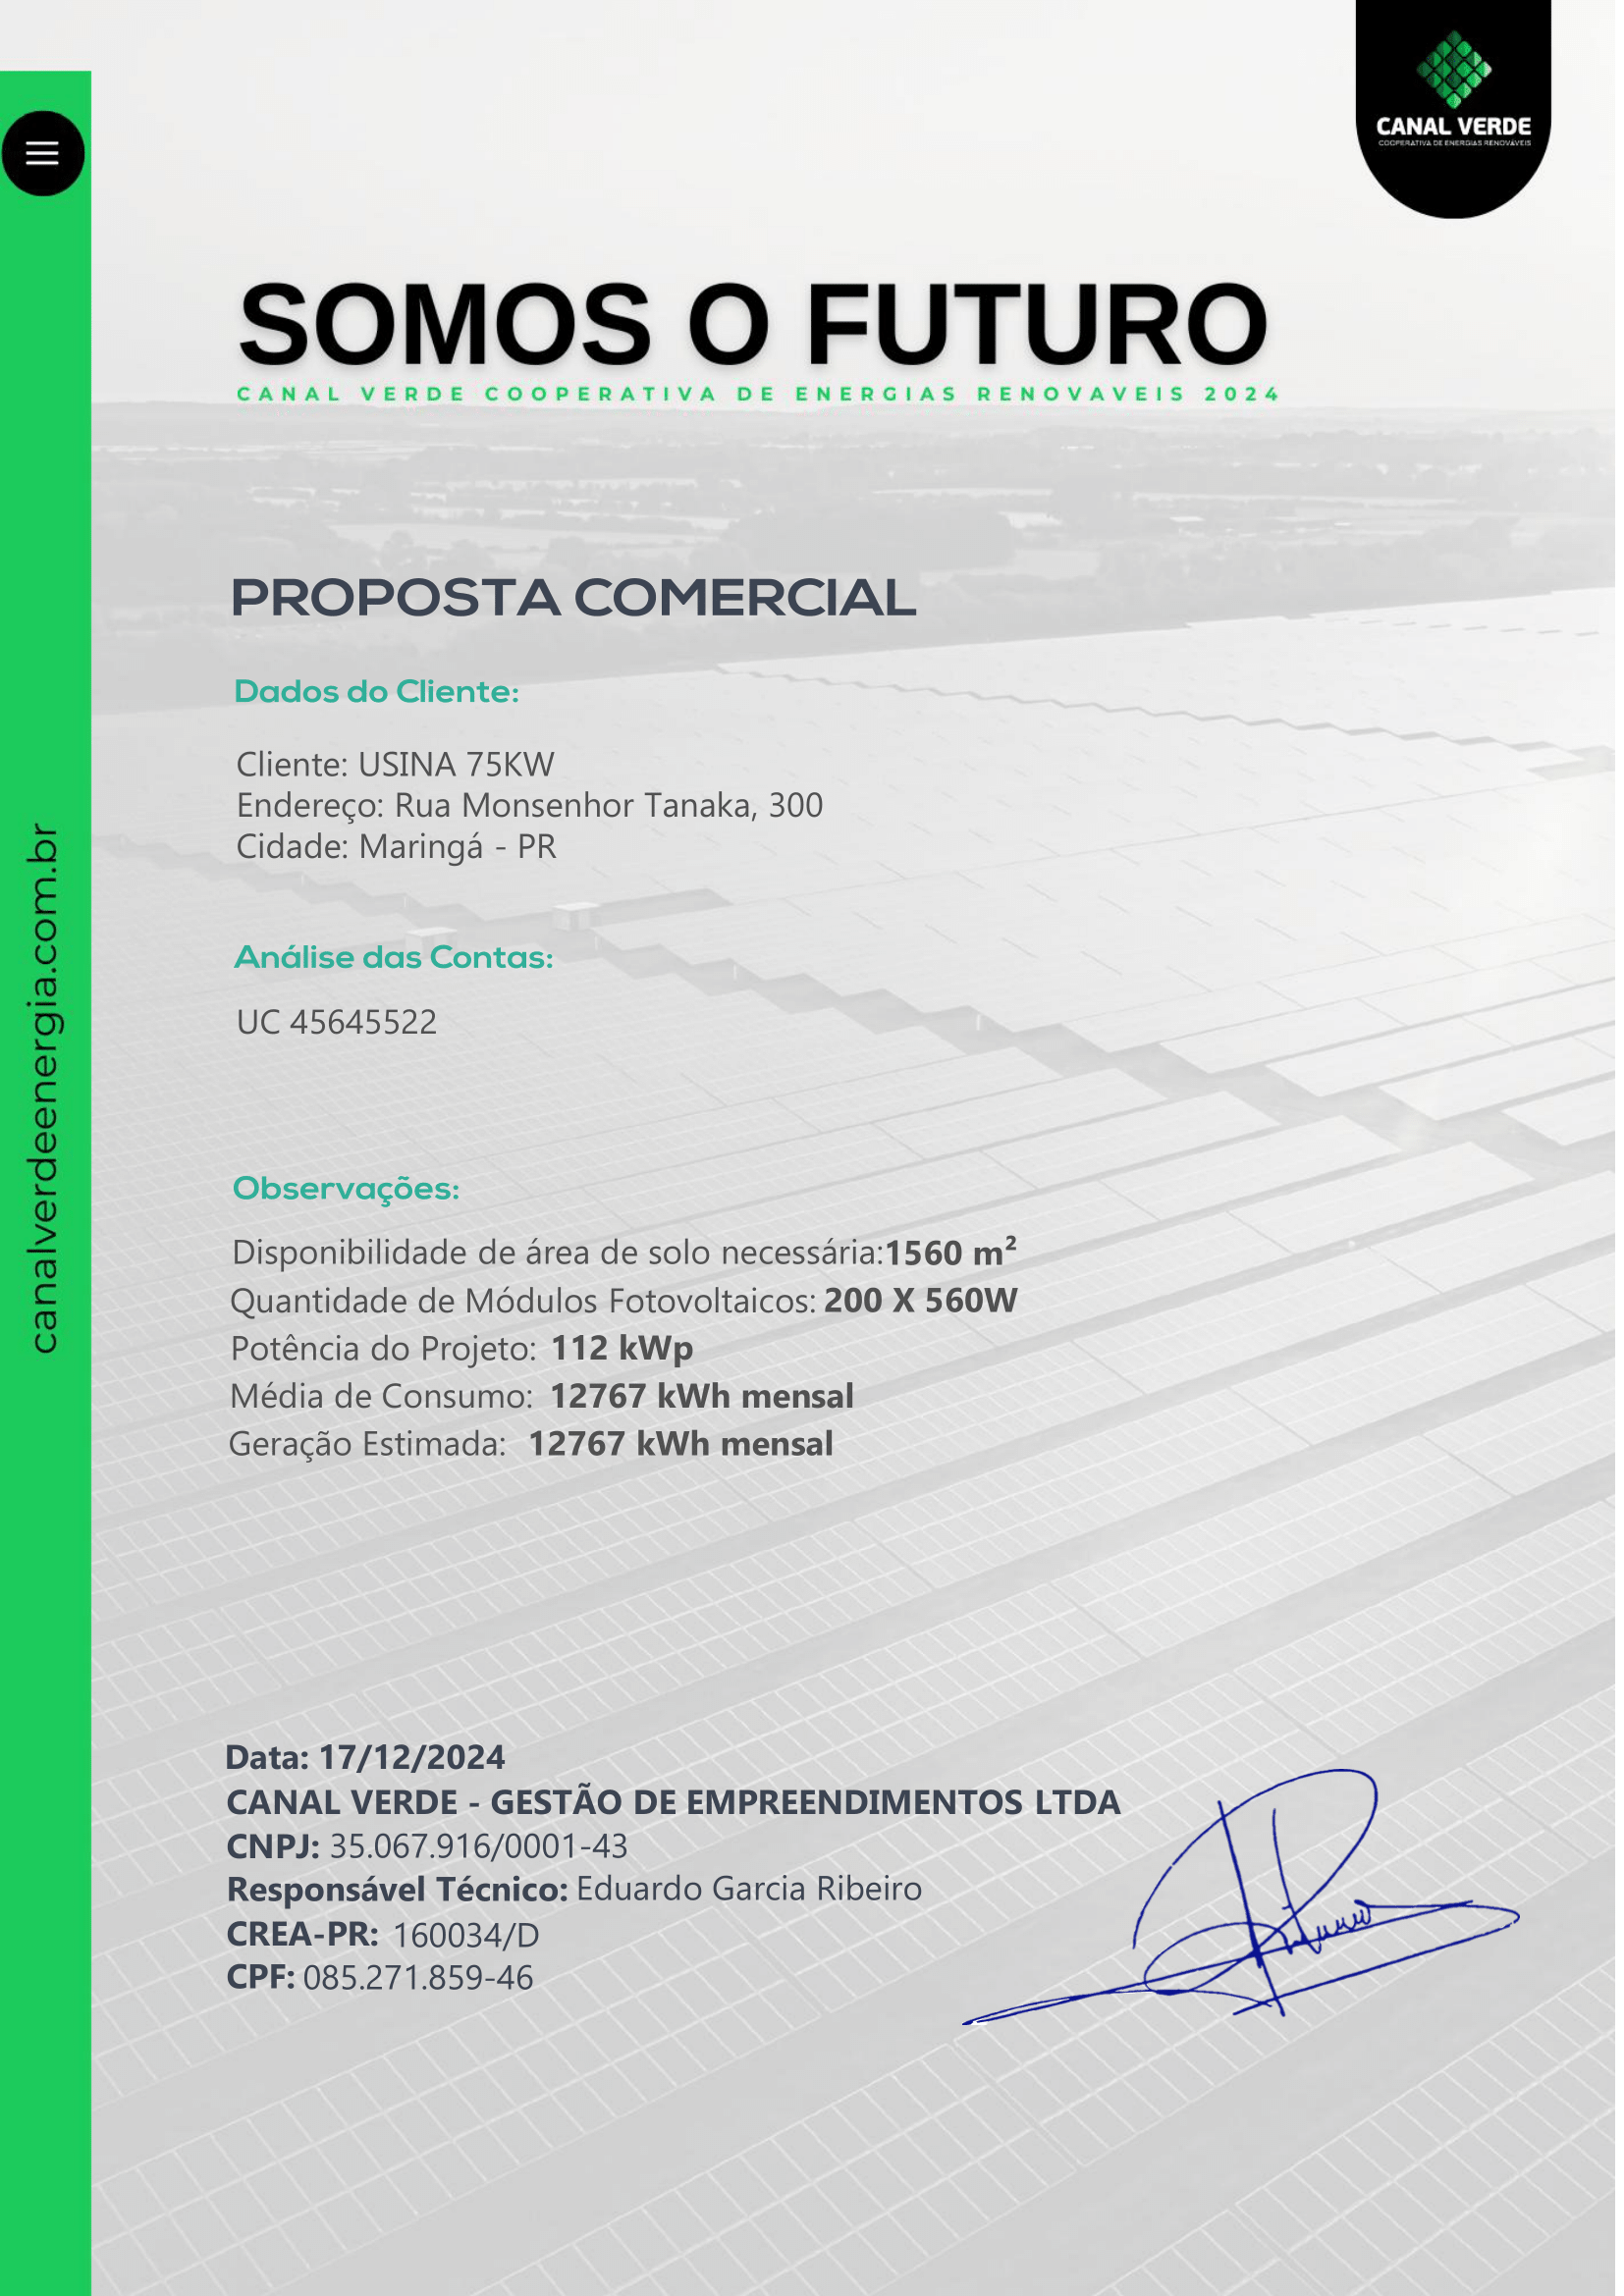 CANAL VERDE
COOPERATIVA DE ENERGIAS RENOVAVEIS
SOMOS O FUTURO
CANAL VERDE COOPERATIVA DE ENERGIAS RENOVAVEIS 2024
canalverdeenergia.com.br
PROPOSTA COMERCIAL
Dados do Cliente:
Cliente: USINA 75KW
Endereço: Rua Monsenhor Tanaka, 300
Cidade: Maringá - PR
Análise das Contas:
UC 45645522
Observações:
Disponibilidade de área de solo necessária:1560 m²
Quantidade de Módulos Fotovoltaicos: 200 X 560W
Potência do Projeto: 112 kWp
Média de Consumo: 12767 kWh mensal
Geração Estimada: 12767 kWh mensal
Data: 17/12/2024
CANAL VERDE - GESTÃO DE EMPREENDIMENTOS LTDA
CNPJ: 35.067.916/0001-43
Responsável Técnico: Eduardo Garcia Ribeiro
CREA-PR: 160034/D
CPF: 085.271.859-46